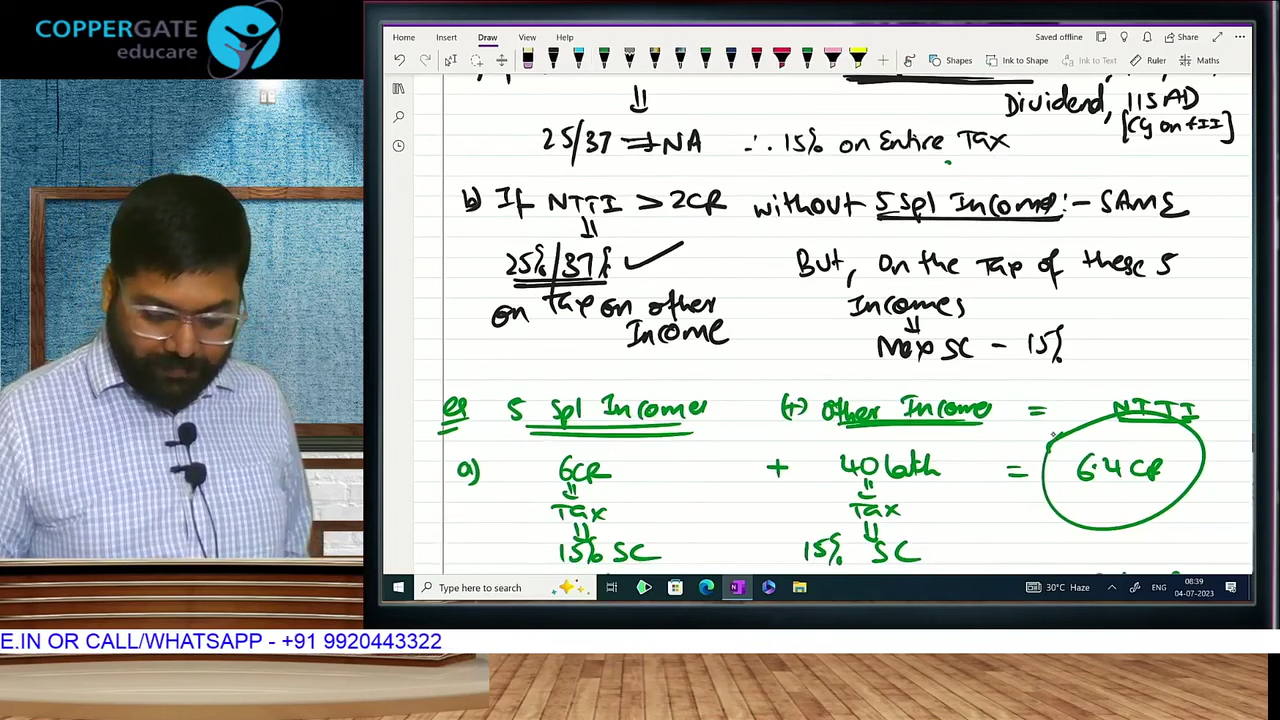 COPPERGATE
educare
Home Insert Draw View Help
Saved offline Share
Shapes Ink to Shape Ink to Text Ruler Maths
Dividend, 115AD
[CG on FII]
25/37 ⇒ NA ∴ 15% on Entire Tax
b) If NTTI > 2CR without 5 Spl Income :- SAME
25%/37% ✓ But, on the Tax of these 5
on Tax on other Incomes
Income
Max SC - 15%
eg 5 Spl Incomes (+) other Income = NTTI
a) 6CR + 40 lakh = 6.4 CR
Tax Tax
15% SC 15% SC
Type here to search
30°C Haze ENG 08:39
04-07-2023
E.IN OR CALL/WHATSAPP - +91 9920443322